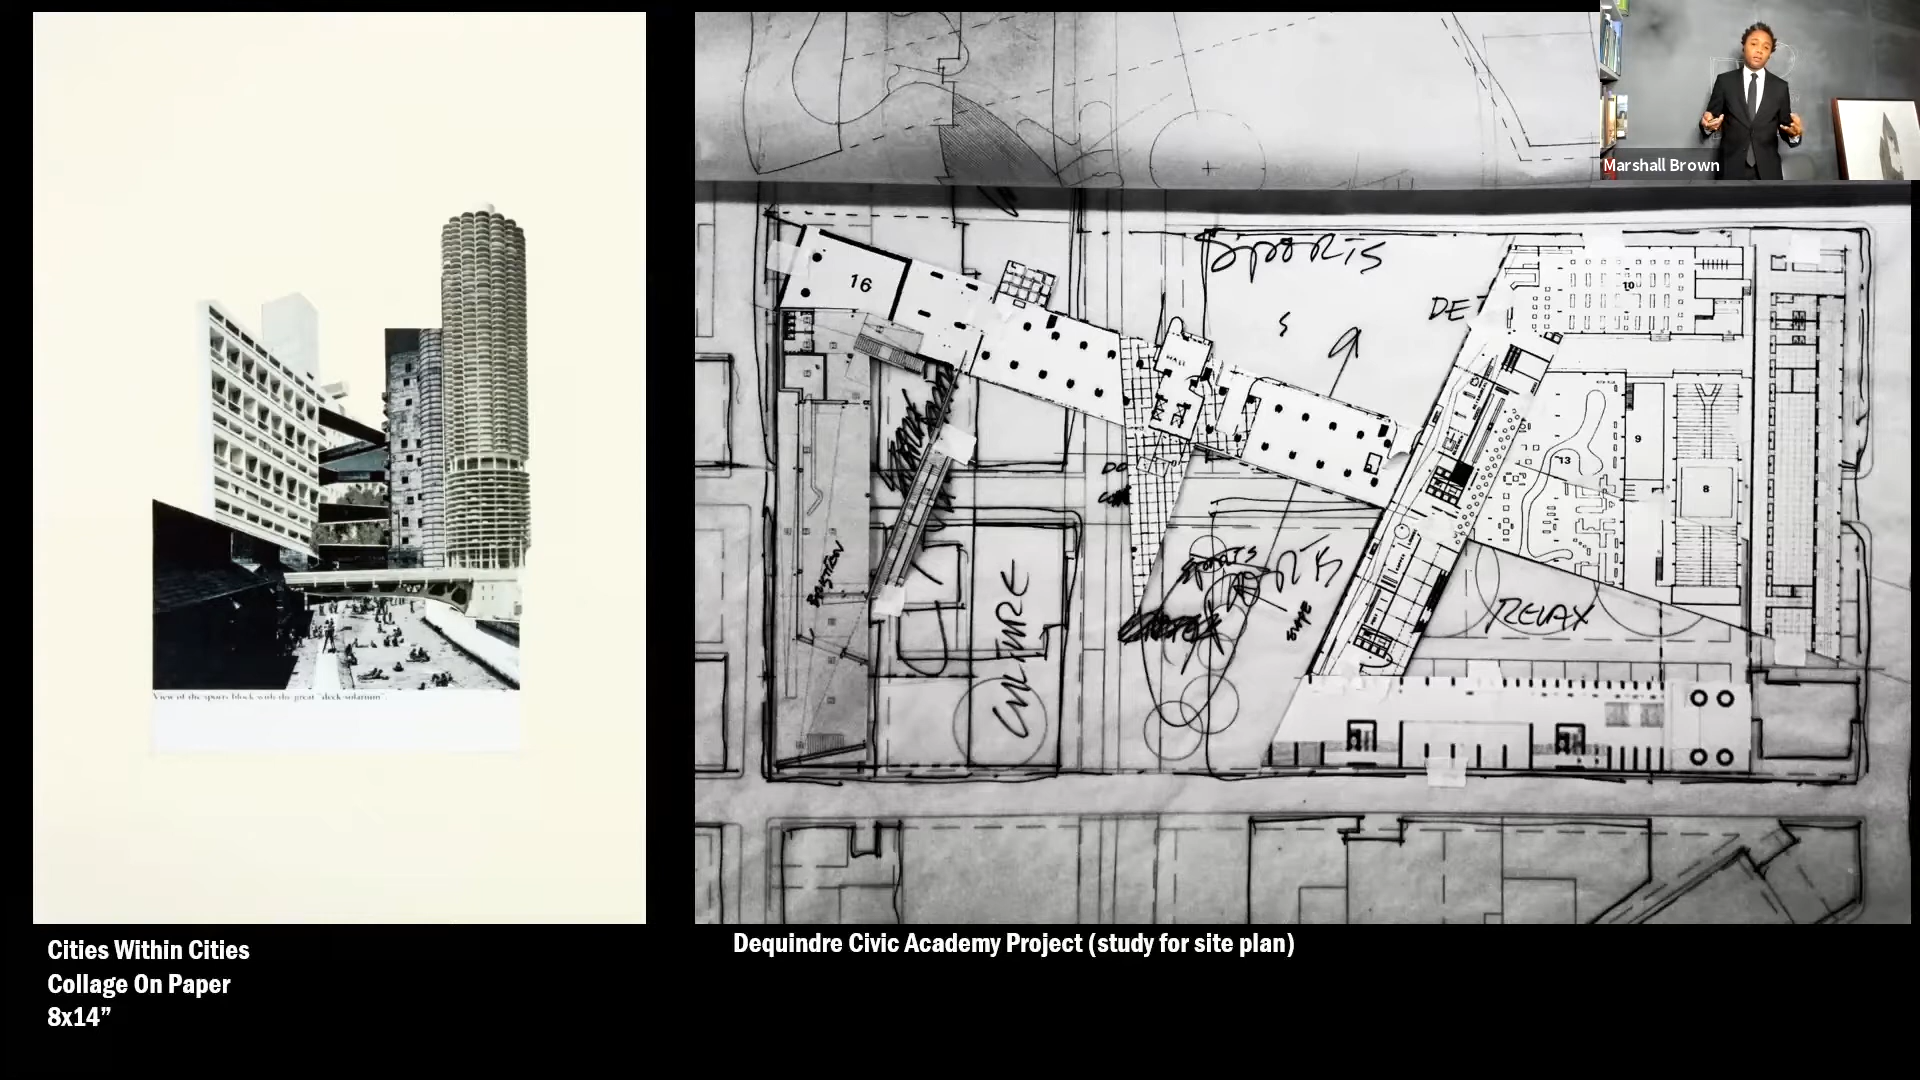 Marshall Brown
SPORTS
16
10
DET
HALL
9
13
8
SPORTS
RELAX
CULTURE
View of the sports block with the great "deck-solarium".
Cities Within Cities
Collage On Paper
8x14”
Dequindre Civic Academy Project (study for site plan)